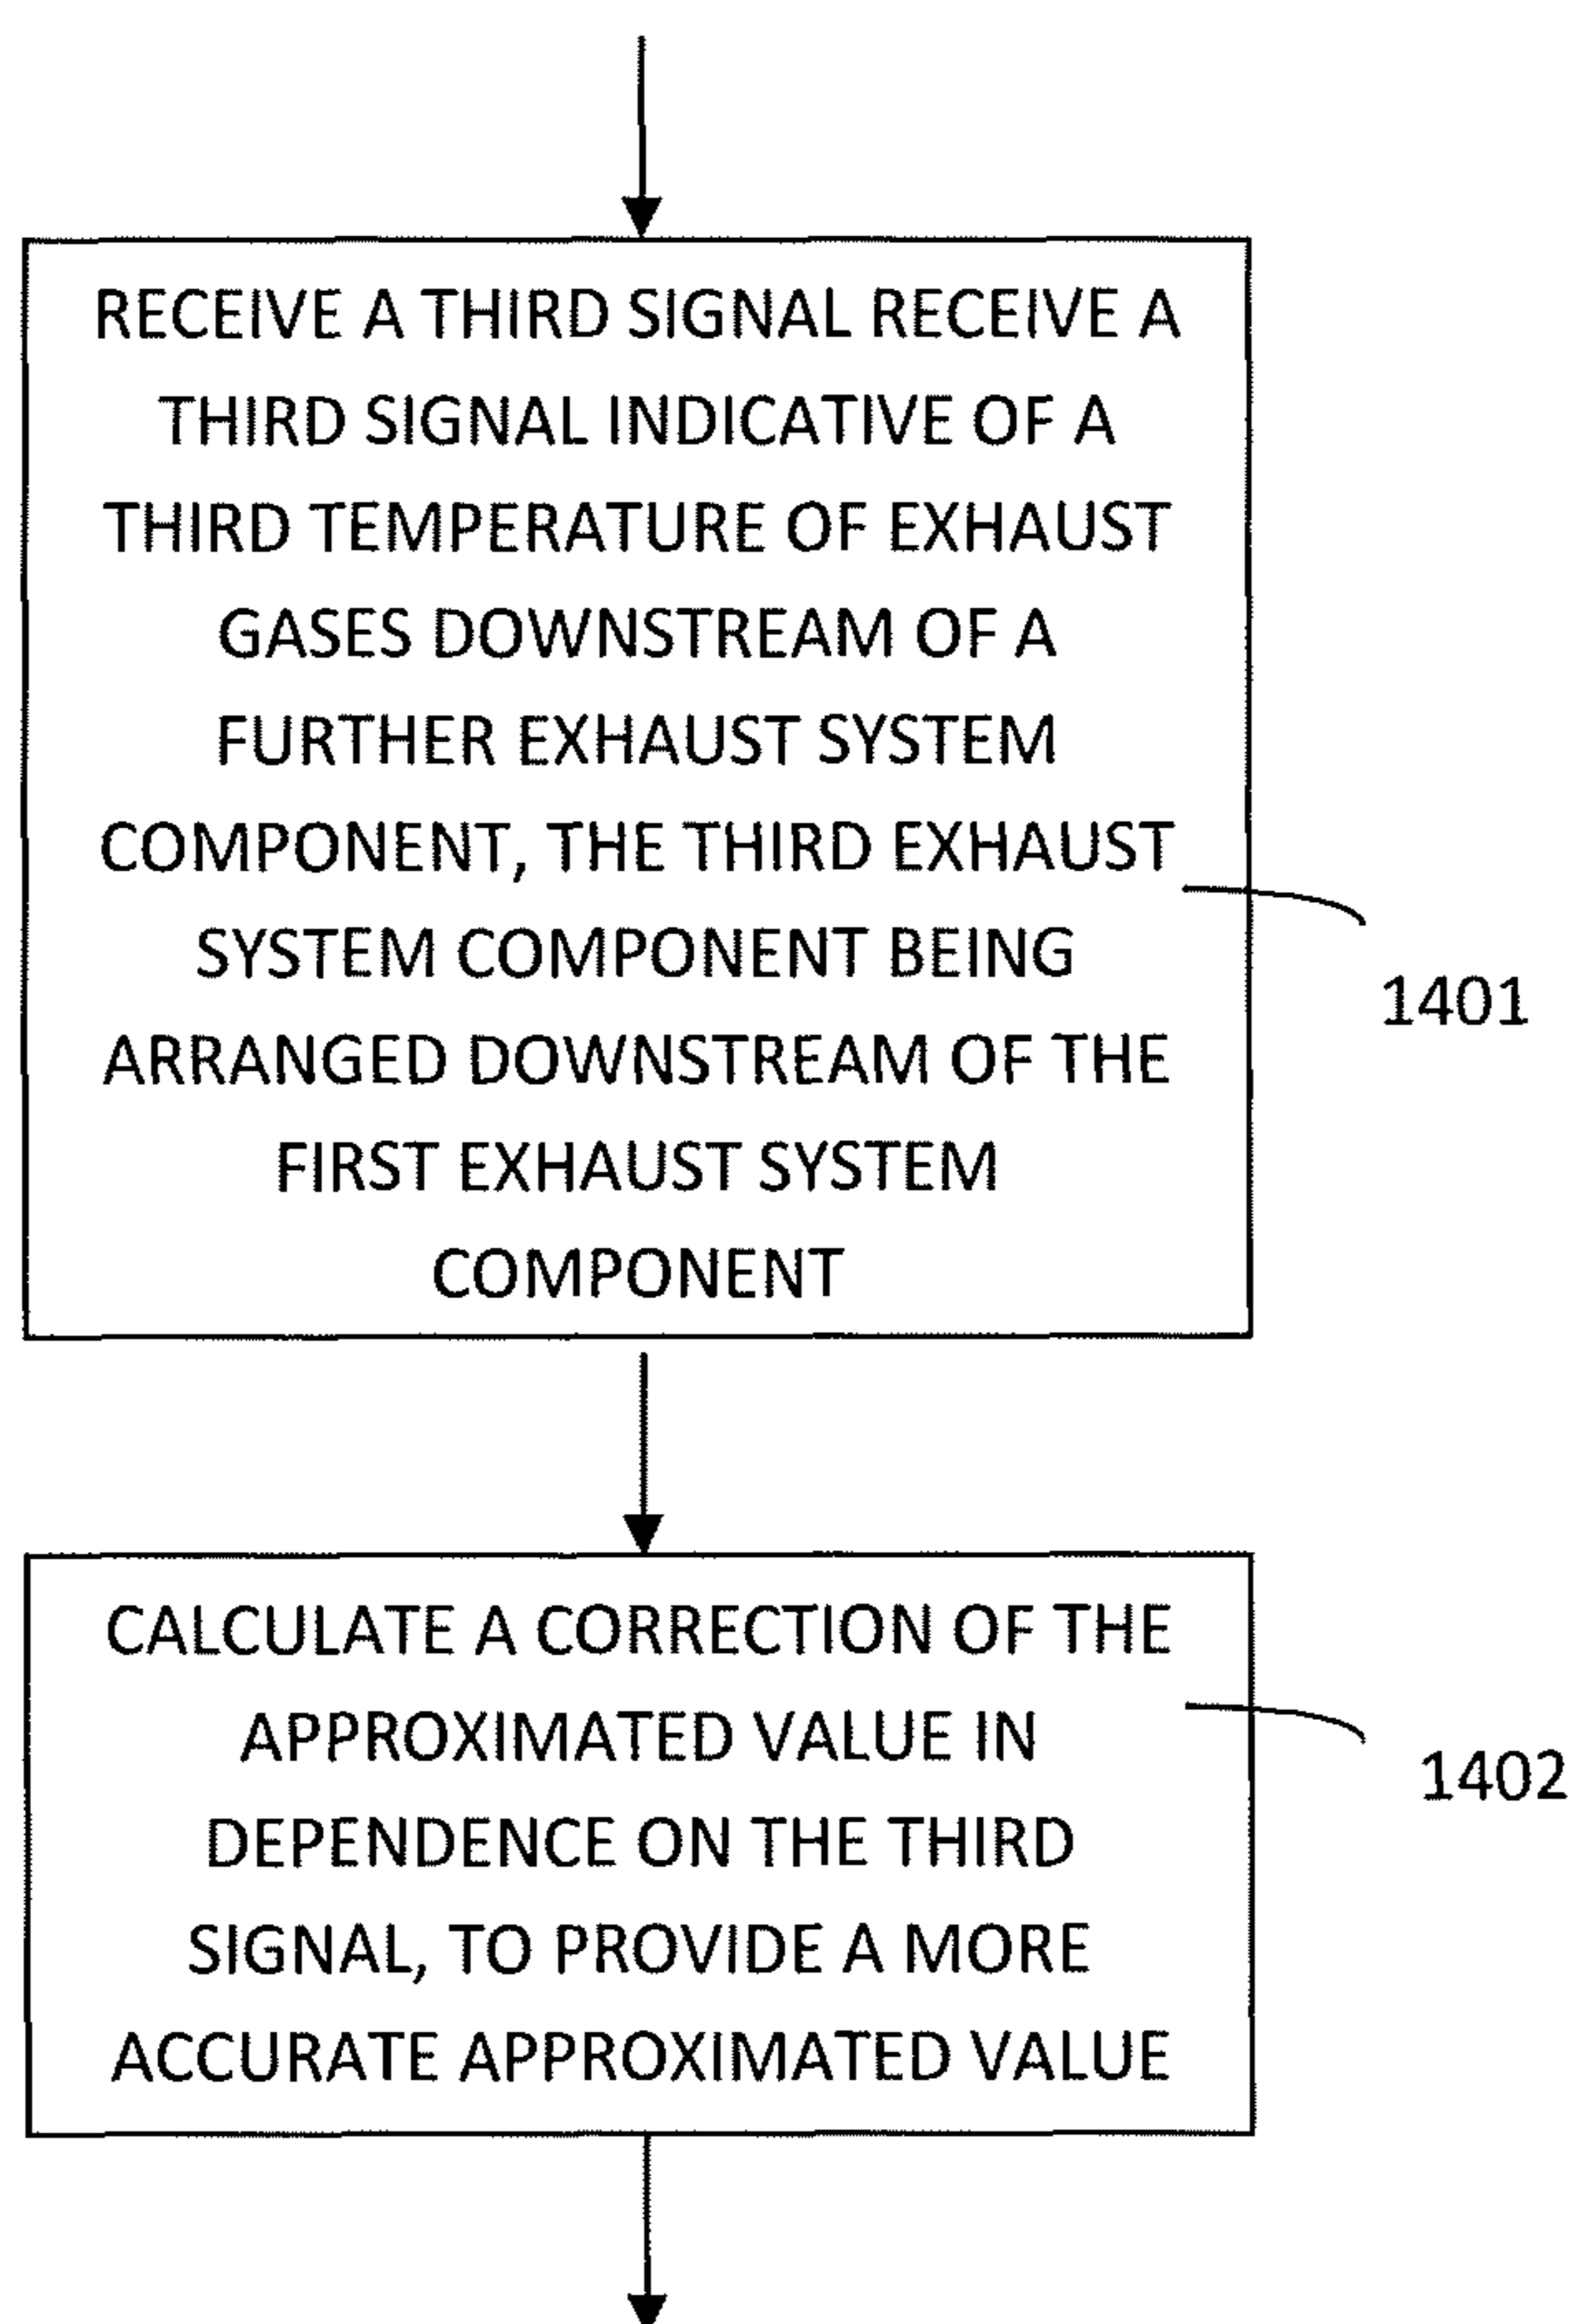 RECEIVE A THIRD SIGNAL RECEIVE A
THIRD SIGNAL INDICATIVE OF A
THIRD TEMPERATURE OF EXHAUST
GASES DOWNSTREAM OF A
FURTHER EXHAUST SYSTEM
COMPONENT, THE THIRD EXHAUST
SYSTEM COMPONENT BEING
ARRANGED DOWNSTREAM OF THE
FIRST EXHAUST SYSTEM
COMPONENT
1401
CALCULATE A CORRECTION OF THE
APPROXIMATED VALUE IN
DEPENDENCE ON THE THIRD
SIGNAL, TO PROVIDE A MORE
ACCURATE APPROXIMATED VALUE
1402